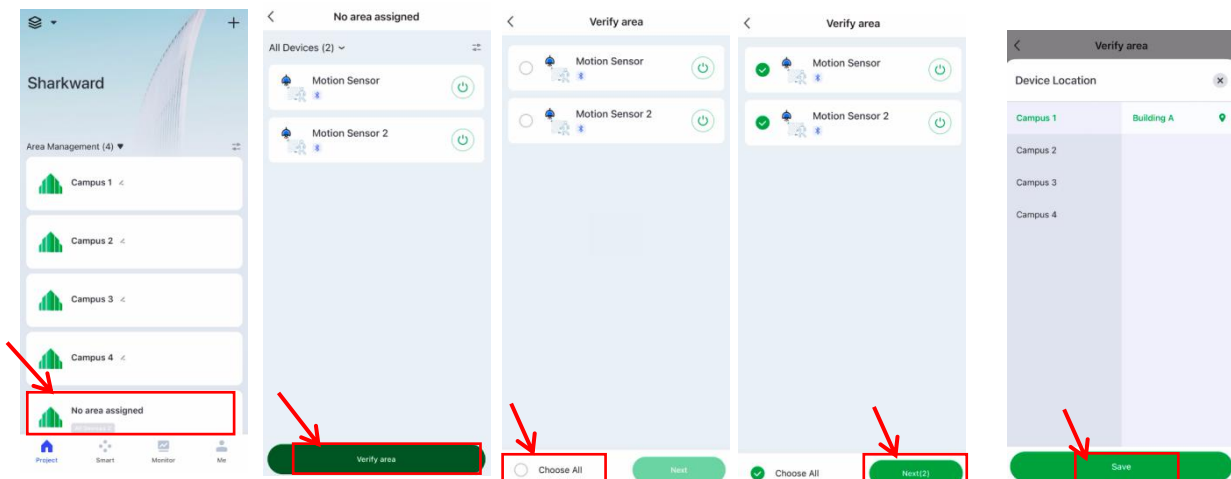 Sharkward
Area Management (4)
Campus 1
Campus 2
Campus 3
Campus 4
No area assigned
Project
Smart
Monitor
Me
No area assigned
All Devices (2)
Motion Sensor
Motion Sensor 2
Verify area
Verify area
Motion Sensor
Motion Sensor 2
Choose All
Next
Verify area
Motion Sensor
Motion Sensor 2
Choose All
Next(2)
Verify area
Device Location
Campus 1
Building A
Campus 2
Campus 3
Campus 4
Save